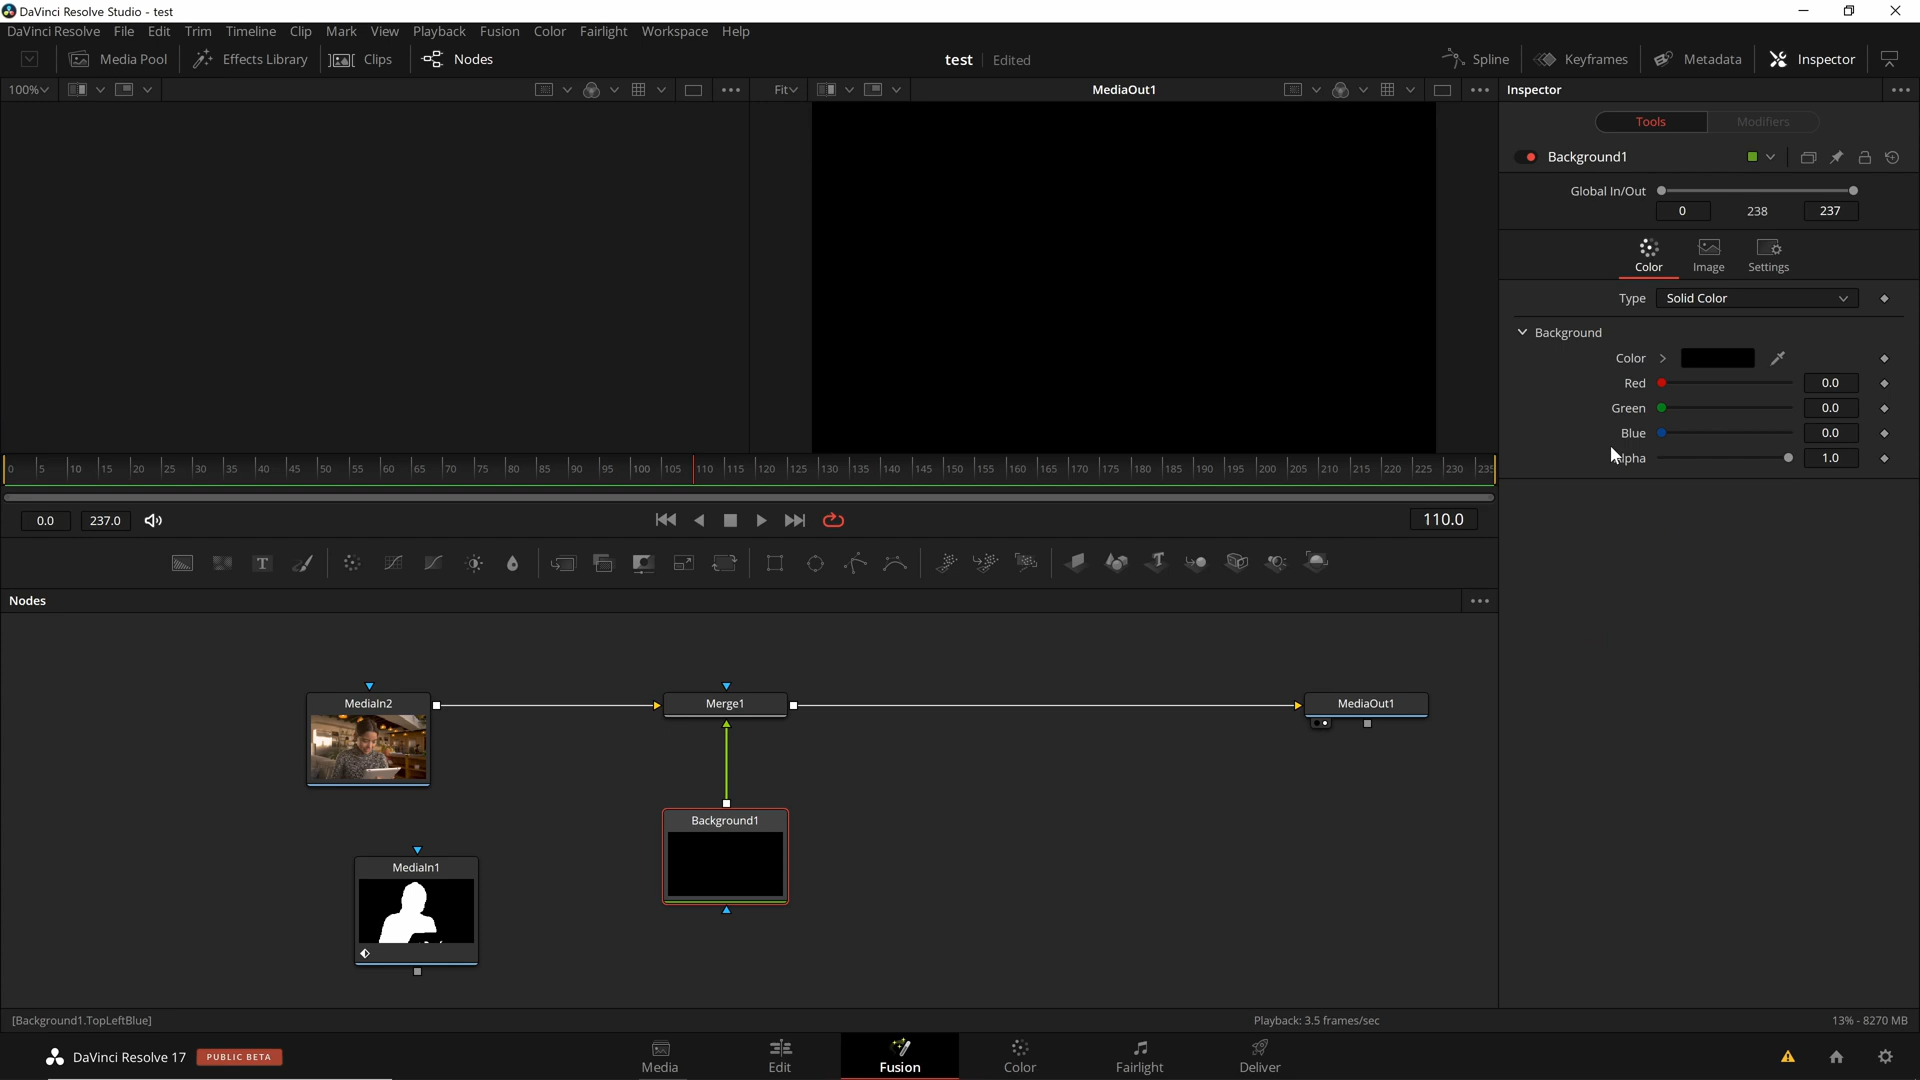 DaVinci Resolve Studio - test
DaVinci Resolve File Edit Trim Timeline Clip Mark View Playback Fusion Color Fairlight Workspace Help
Media Pool Effects Library Clips Nodes test Edited Spline Keyframes Metadata Inspector
100% Fit MediaOut1 Inspector
Tools Modifiers
Background1
Global In/Out
0 238 237
Color Image Settings
Type Solid Color
Background
Color
Red 0.0
Green 0.0
Blue 0.0
lpha 1.0
0 5 10 15 20 25 30 35 40 45 50 55 60 65 70 75 80 85 90 95 100 105 110 115 120 125 130 135 140 145 150 155 160 165 170 175 180 185 190 195 200 205 210 215 220 225 230 235
0.0 237.0 110.0
T T
Nodes
MediaIn2 Merge1 MediaOut1
Background1
MediaIn1
[Background1.TopLeftBlue] Playback: 3.5 frames/sec 13% - 8270 MB
DaVinci Resolve 17 PUBLIC BETA Media Edit Fusion Color Fairlight Deliver